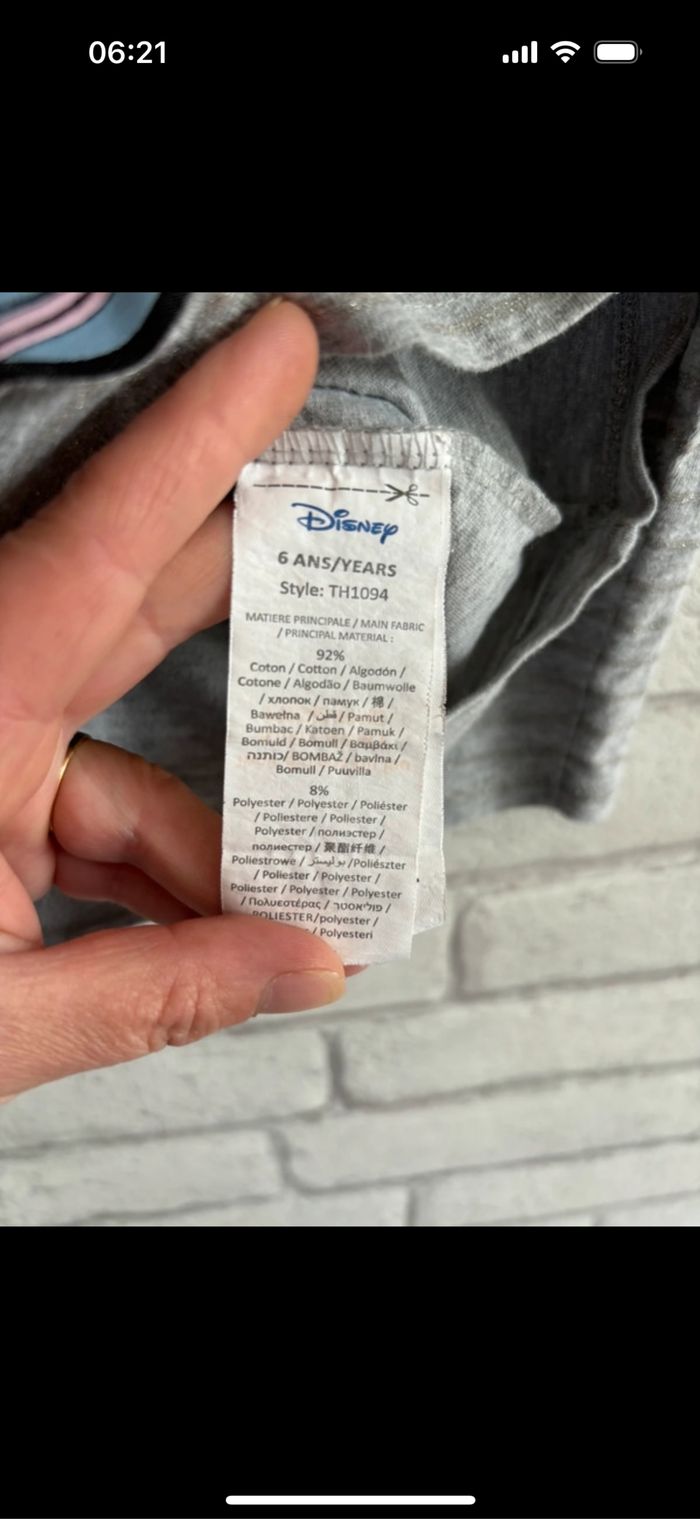 06:21
Disney
6 ANS/YEARS
Style: TH1094
MATIERE PRINCIPALE / MAIN FABRIC
/ PRINCIPAL MATERIAL :
92%
Coton / Cotton / Algodón /
Cotone / Algodão / Baumwolle
/ хлопок / памук / 棉 /
Bawełna / قطن / Pamut /
Bumbac / Katoen / Pamuk /
Bomuld / Bomull / Βαμβάκι /
כותנה/ BOMBAŽ / bavlna /
Bomull / Puuvilla
8%
Polyester / Polyester / Poliéster
/ Poliestere / Poliester /
Polyester / полиэстер /
полиестер / 聚酯纤维 /
Poliestrowe / بوليستر /Poliészter
/ Poliester / Polyester /
Poliester / Polyester / Polyester
/ Πολυεστέρας / פוליאסטר /
POLIESTER/polyester /
/ Polyesteri